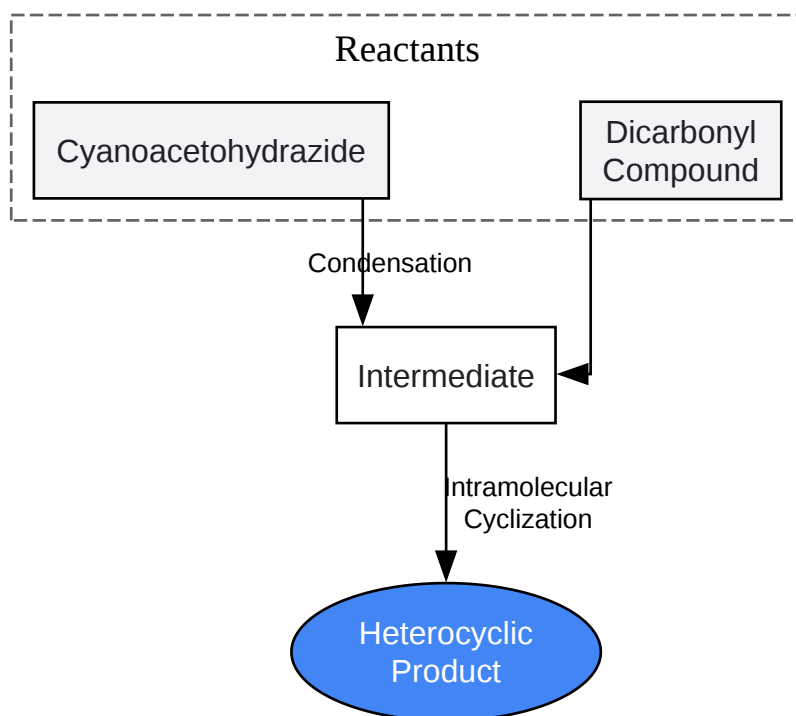 Reactants
Cyanoacetohydrazide
Dicarbonyl
Compound
Condensation
Intermediate
Intramolecular
Cyclization
Heterocyclic
Product